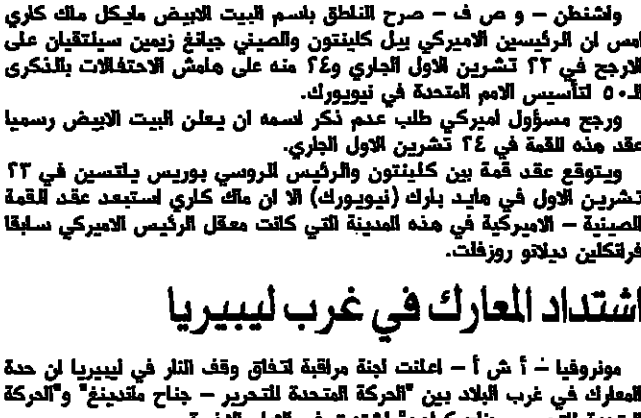 واشنطن – و ص ف – صرح الناطق باسم البيت الابيض مايكل ماك كاري
امس ان الرئيسين الاميركي بيل كلينتون والصيني جيانغ زيمين سيلتقيان على
الارجح في ٢٣ تشرين الاول الجاري و٢٤ منه على هامش الاحتفالات بالذكرى
الـ٥٠ لتأسيس الامم المتحدة في نيويورك.
ورجح مسؤول اميركي طلب عدم ذكر اسمه ان يعلن البيت الابيض رسميا
عقد هذه القمة في ٢٤ تشرين الاول الجاري.
ويتوقع عقد قمة بين كلينتون والرئيس الروسي بوريس يلتسين في ٢٣
تشرين الاول في هايد بارك (نيويورك) الا ان ماك كاري استبعد عقد القمة
الصينية – الاميركية في هذه المدينة التي كانت معقل الرئيس الاميركي سابقا
فرانكلين ديلانو روزفلت.
اشتداد المعارك في غرب ليبيريا
مونروفيا – أ ش أ – اعلنت لجنة مراقبة اتفاق وقف النار في ليبيريا ان حدة
المعارك في غرب البلاد بين "الحركة المتحدة للتحرير – جناح ماندينغ" و"الحركة